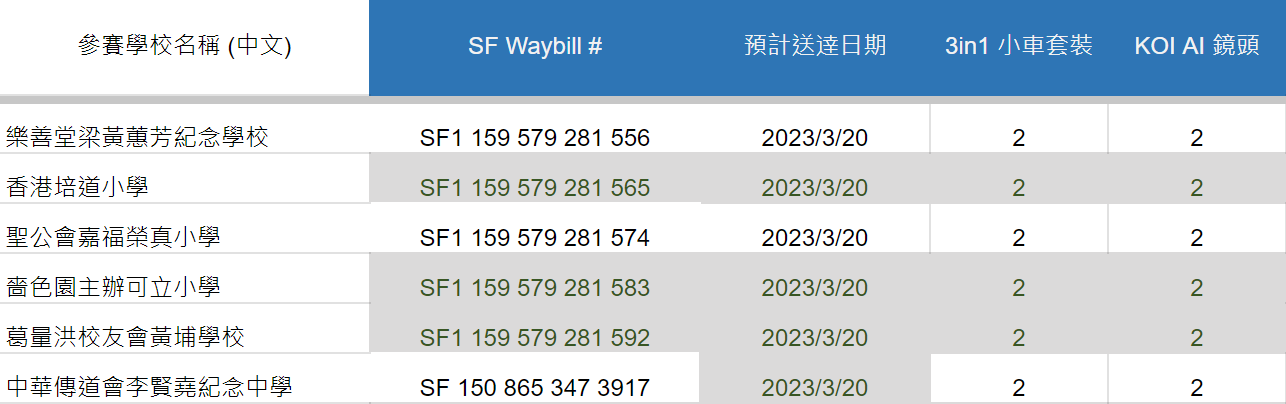 參賽學校名稱 (中文) SF Waybill # 預計送達日期 3in1 小車套裝 KOI AI 鏡頭
樂善堂梁黃蕙芳紀念學校 SF1 159 579 281 556 2023/3/20 2 2
香港培道小學 SF1 159 579 281 565 2023/3/20 2 2
聖公會嘉福榮真小學 SF1 159 579 281 574 2023/3/20 2 2
嗇色園主辦可立小學 SF1 159 579 281 583 2023/3/20 2 2
葛量洪校友會黃埔學校 SF1 159 579 281 592 2023/3/20 2 2
中華傳道會李賢堯紀念中學 SF 150 865 347 3917 2023/3/20 2 2